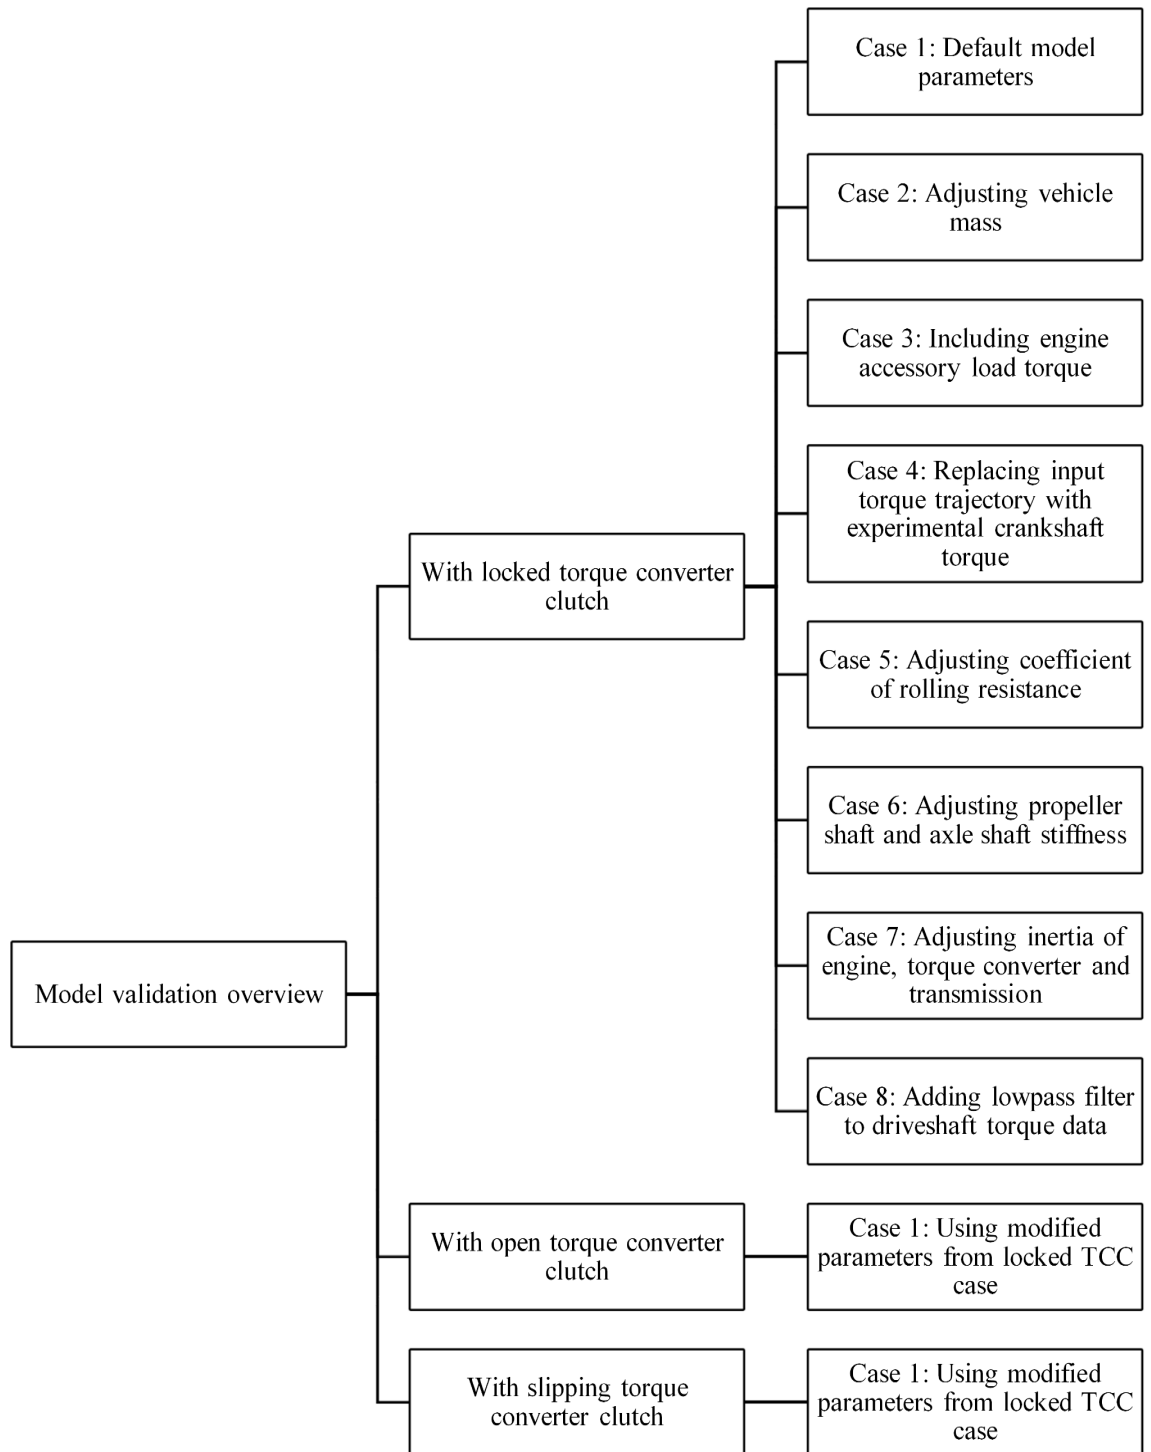 Case 1: Default model
parameters
Case 2: Adjusting vehicle
mass
Case 3: Including engine
accessory load torque
Case 4: Replacing input
torque trajectory with
experimental crankshaft
torque
With locked torque converter
clutch
Case 5: Adjusting coefficient
of rolling resistance
Case 6: Adjusting propeller
shaft and axle shaft stiffness
Model validation overview
Case 7: Adjusting inertia of
engine, torque converter and
transmission
Case 8: Adding lowpass filter
to driveshaft torque data
With open torque converter
clutch
Case 1: Using modified
parameters from locked TCC
case
With slipping torque
converter clutch
Case 1: Using modified
parameters from locked TCC
case